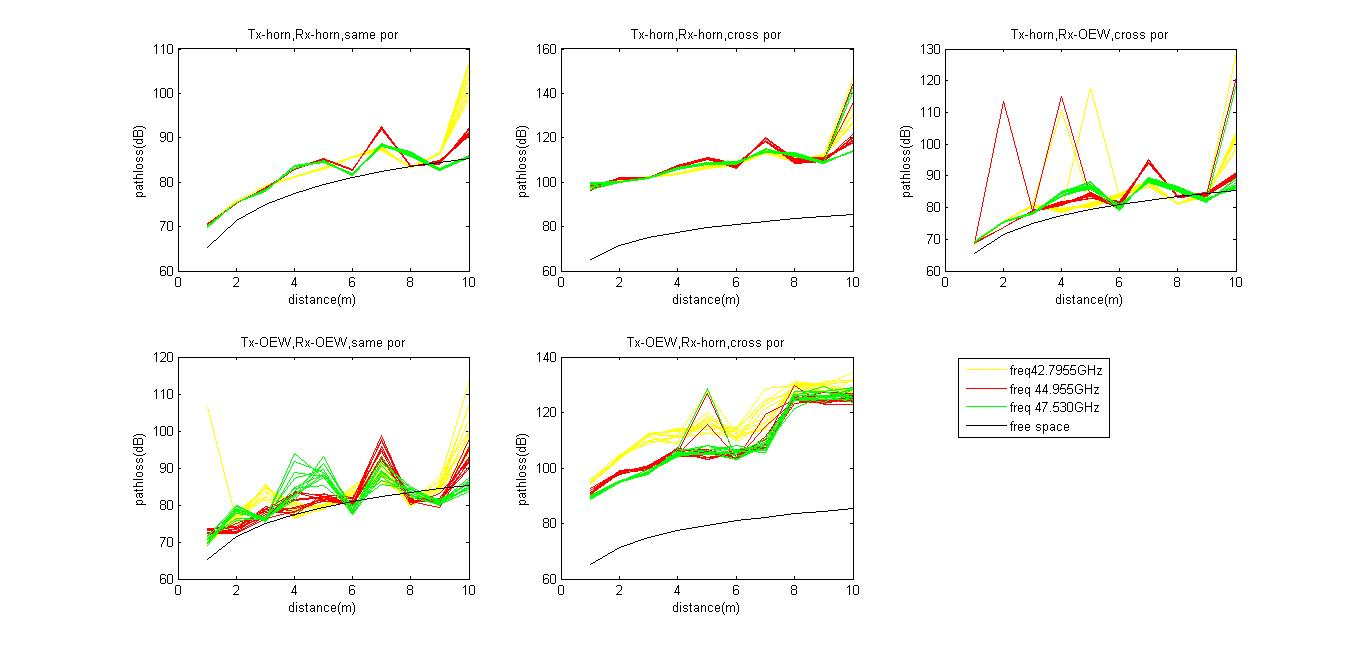 Tx-horn,Rx-horn,same por
110
100
90
80
70
60
pathloss(dB)
0 2 4 6 8 10
distance(m)
Tx-horn,Rx-horn,cross por
160
140
120
100
80
60
pathloss(dB)
0 2 4 6 8 10
distance(m)
Tx-horn,Rx-OEW,cross por
130
120
110
100
90
80
70
60
pathloss(dB)
0 2 4 6 8 10
distance(m)
Tx-OEW,Rx-OEW,same por
120
110
100
90
80
70
60
pathloss(dB)
0 2 4 6 8 10
distance(m)
Tx-OEW,Rx-horn,cross por
140
120
100
80
60
pathloss(dB)
0 2 4 6 8 10
distance(m)
freq42.7955GHz
freq 44.955GHz
freq 47.530GHz
free space